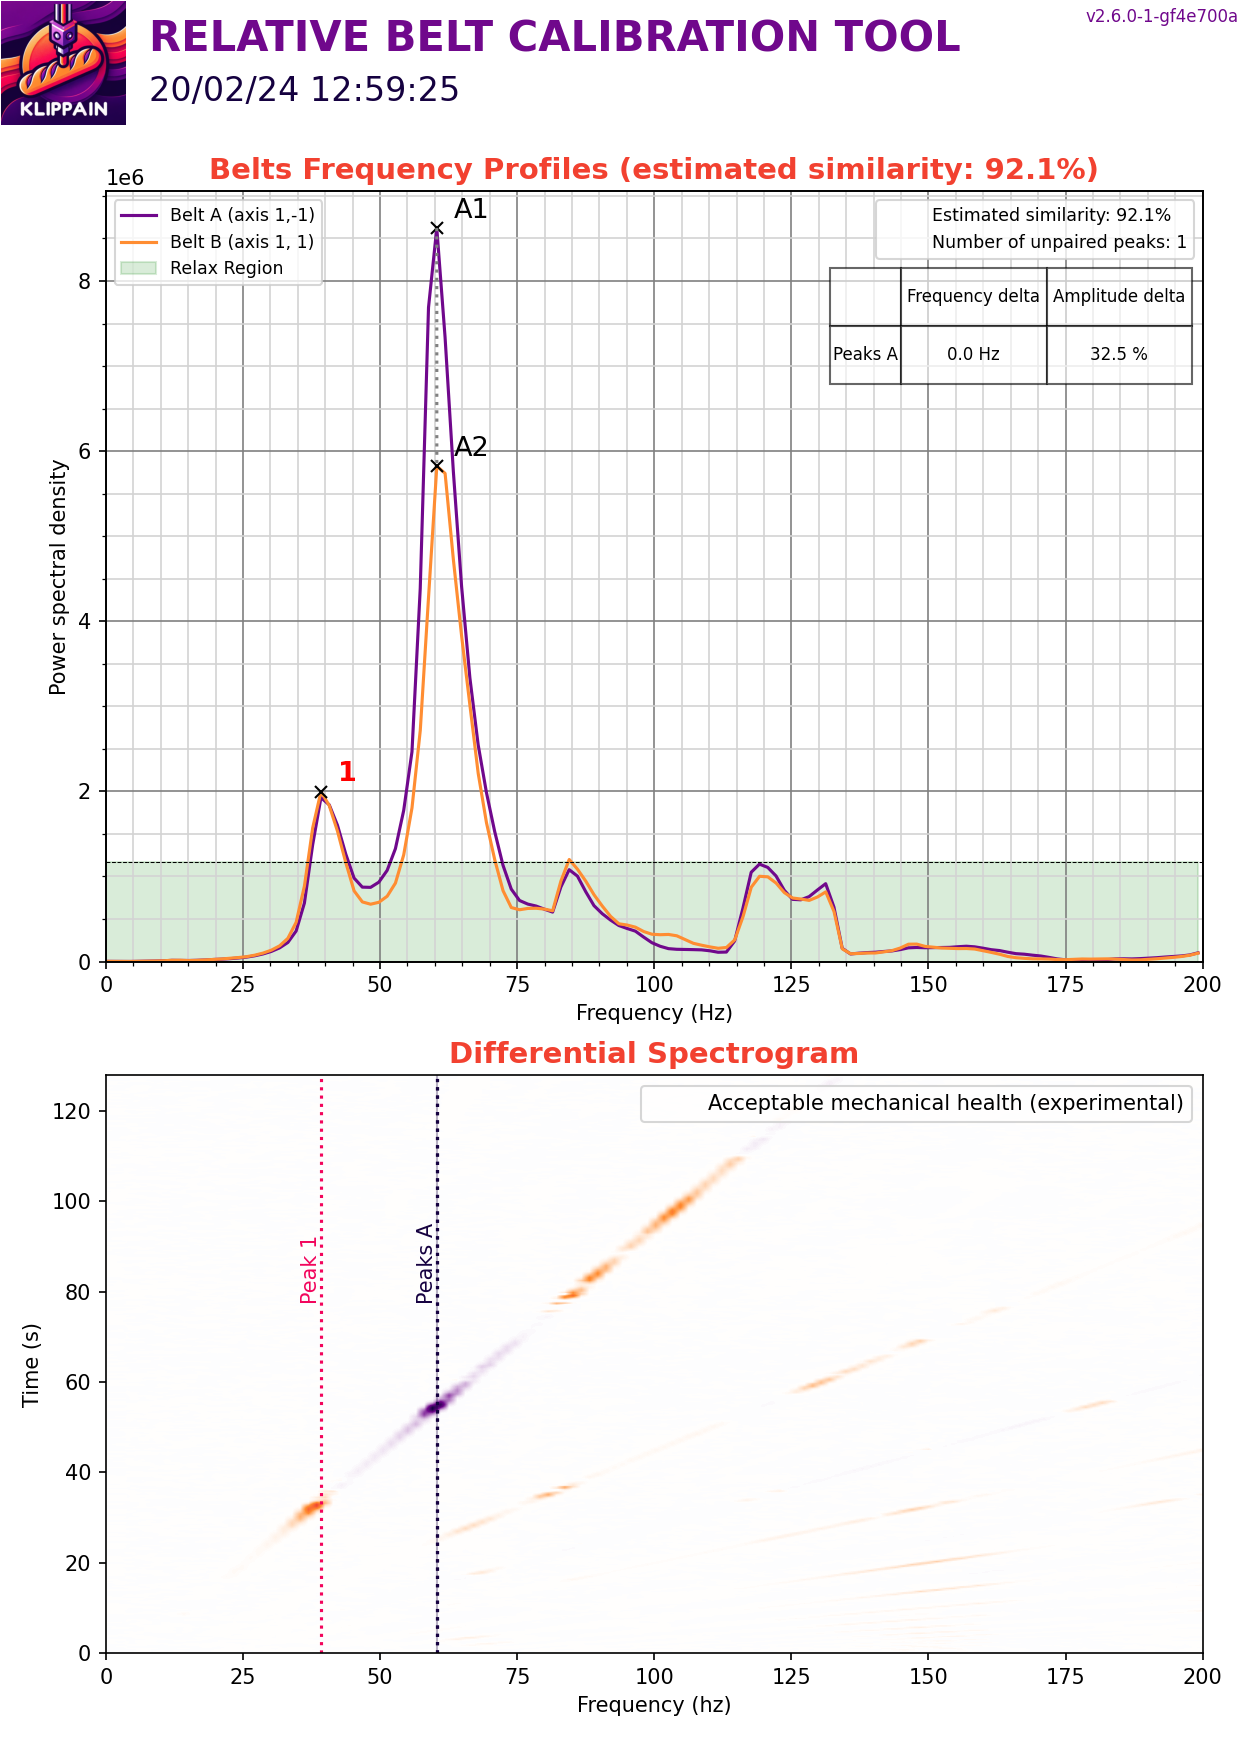 v2.6.0-1-gf4e700a
RELATIVE BELT CALIBRATION TOOL
20/02/24 12:59:25
KLIPPAIN
Belts Frequency Profiles (estimated similarity: 92.1%)
1e6
Belt A (axis 1,-1)
Belt B (axis 1, 1)
Relax Region
A1
Estimated similarity: 92.1%
Number of unpaired peaks: 1
Frequency delta Amplitude delta
Peaks A 0.0 Hz 32.5 %
A2
1
Power spectral density
8
6
4
2
0
0 25 50 75 100 125 150 175 200
Frequency (Hz)
Differential Spectrogram
Acceptable mechanical health (experimental)
Peak 1
Peaks A
Time (s)
120
100
80
60
40
20
0
0 25 50 75 100 125 150 175 200
Frequency (hz)